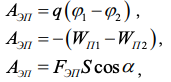 A_ЭП = q(φ₁ − φ₂),
A_ЭП = −(W_П1 − W_П2),
A_ЭП = F_ЭП S cos α,